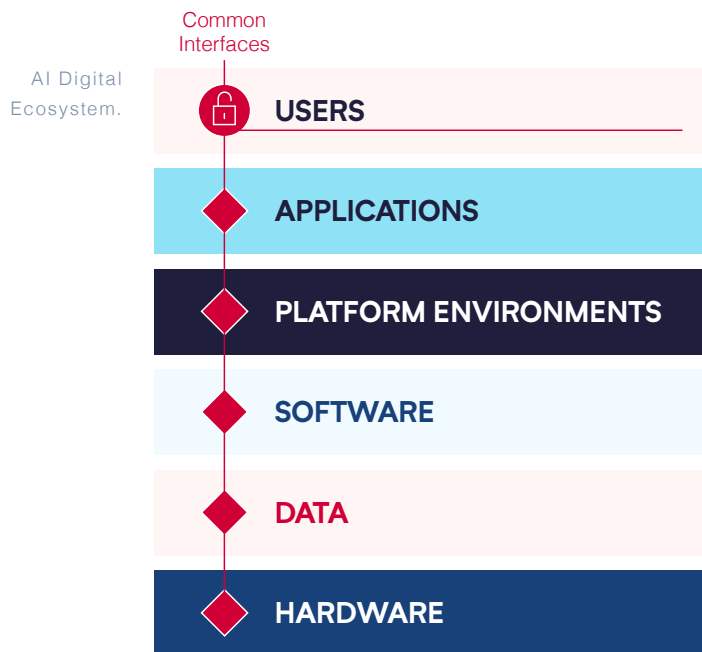 Common
Interfaces
AI Digital
Ecosystem.
USERS
APPLICATIONS
PLATFORM ENVIRONMENTS
SOFTWARE
DATA
HARDWARE